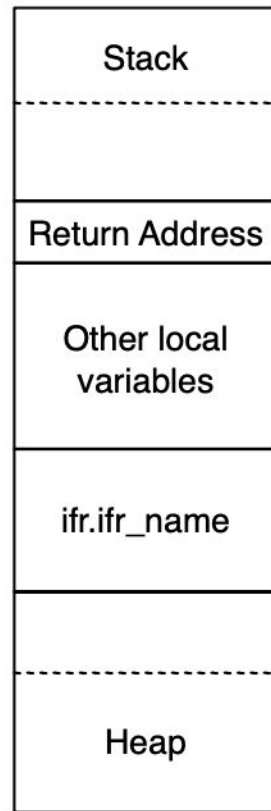 Stack
Return Address
Other local
variables
ifr.ifr_name
Heap